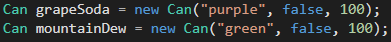 Can grapeSoda = new Can("purple", false, 100);
Can mountainDew = new Can("green", false, 100);